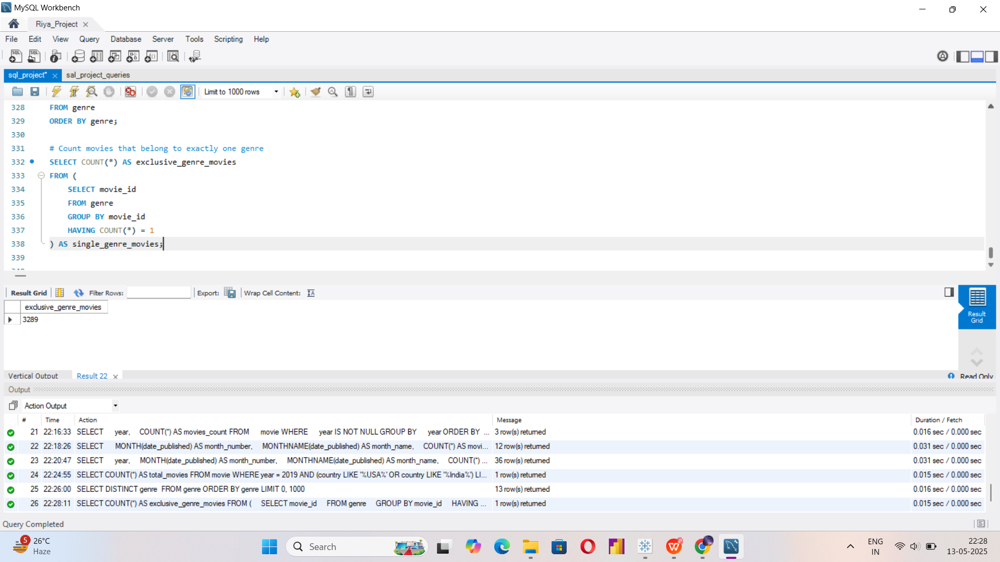 MySQL Workbench
Riya_Project
File Edit View Query Database Server Tools Scripting Help
sql_project* sal_project_queries
Limit to 1000 rows
328 FROM genre
329 ORDER BY genre;
330
331 # Count movies that belong to exactly one genre
332 SELECT COUNT(*) AS exclusive_genre_movies
333 FROM (
334 SELECT movie_id
335 FROM genre
336 GROUP BY movie_id
337 HAVING COUNT(*) = 1
338 ) AS single_genre_movies;
339
Result Grid Filter Rows: Export: Wrap Cell Content:
exclusive_genre_movies
3289
Result Grid
Vertical Output Result 22 Read Only
Output
Action Output
# Time Action Message Duration / Fetch
21 22:16:33 SELECT year, COUNT(*) AS movies_count FROM movie WHERE year IS NOT NULL GROUP BY year ORDER BY ... 3 row(s) returned 0.016 sec / 0.000 sec
22 22:18:26 SELECT MONTH(date_published) AS month_number, MONTHNAME(date_published) AS month_name, COUNT(*) AS movi... 12 row(s) returned 0.031 sec / 0.000 sec
23 22:20:47 SELECT year, MONTH(date_published) AS month_number, MONTHNAME(date_published) AS month_name, COUNT(*) ... 36 row(s) returned 0.031 sec / 0.000 sec
24 22:24:55 SELECT COUNT(*) AS total_movies FROM movie WHERE year = 2019 AND (country LIKE '%USA%' OR country LIKE '%India%') LI... 1 row(s) returned 0.015 sec / 0.000 sec
25 22:26:00 SELECT DISTINCT genre FROM genre ORDER BY genre LIMIT 0, 1000 13 row(s) returned 0.016 sec / 0.000 sec
26 22:28:11 SELECT COUNT(*) AS exclusive_genre_movies FROM ( SELECT movie_id FROM genre GROUP BY movie_id HAVING ... 1 row(s) returned 0.015 sec / 0.000 sec
Query Completed
5 26°C
Haze
Search
ENG
IN
22:28
13-05-2025